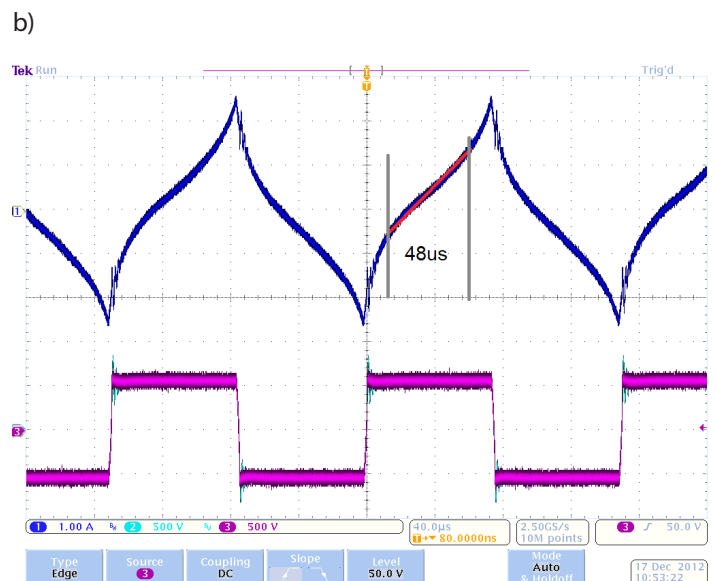 b)
Tek Run Trig'd
T
T
1
48us
3
1 1.00 A BW 2 500 V BW 3 500 V
40.0µs
T→▼ 80.0000ns
2.50GS/s
10M points
3 50.0 V
Type
Edge
Source
3
Coupling
DC
Slope
Level
50.0 V
Mode
Auto
& Holdoff
17 Dec 2012
10:53:22